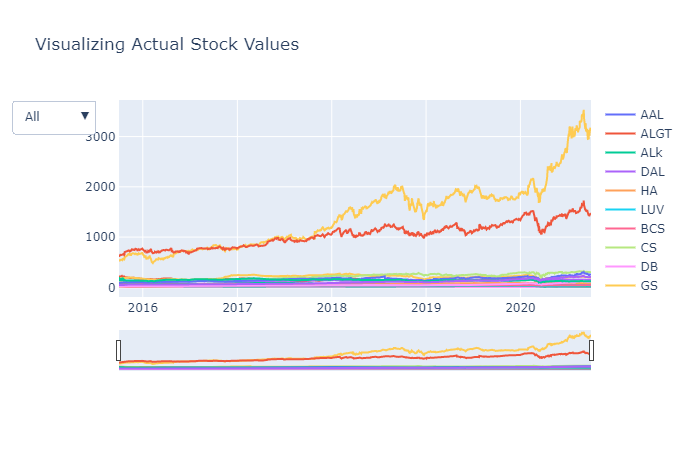 Visualizing Actual Stock Values
All ▼
3000
2000
1000
0
2016 2017 2018 2019 2020
AAL
ALGT
ALk
DAL
HA
LUV
BCS
CS
DB
GS